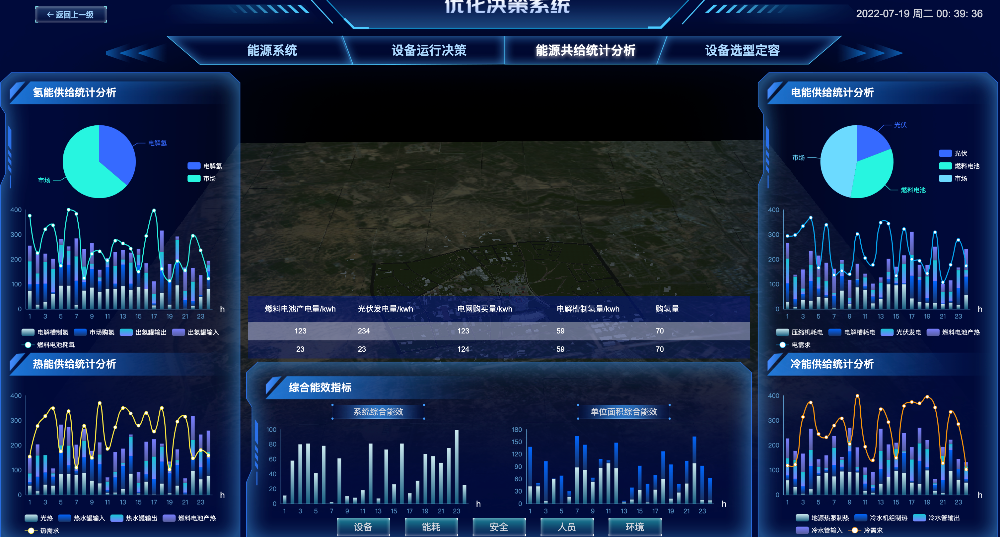 优化决策系统
← 返回上一级
2022-07-19 周二 00: 39: 36
能源系统 设备运行决策 能源共给统计分析 设备选型定容
氢能供给统计分析
电解氢
市场
电解氢
市场
400
300
200
100
0
1 3 5 7 9 11 13 15 17 19 21 23
h
电解槽制氢 市场购氢 出氢罐输出 出氢罐输入
燃料电池耗氧
热能供给统计分析
400
300
200
100
0
1 3 5 7 9 11 13 15 17 19 21 23
h
光热 热水罐输入 热水罐输出 燃料电池产热
热需求
燃料电池产电量/kwh 光伏发电量/kwh 电网购买量/kwh 电解槽制氢量/kwh 购氢量
123 234 123 59 70
23 23 124 59 70
综合能效指标
系统综合能效
100
80
60
40
20
0
1 3 5 7 9 11 13 15 17 19 21 23
h
单位面积综合能效
180
150
120
90
60
30
0
1 3 5 7 9 11 13 15 17 19 21 23
h
设备 能耗 安全 人员 环境
电能供给统计分析
光伏
市场
燃料电池
光伏
燃料电池
市场
400
300
200
100
0
1 3 5 7 9 11 13 15 17 19 21 23
h
压缩机耗电 电解槽耗电 光伏发电 燃料电池产热
电需求
冷能供给统计分析
400
300
200
100
0
1 3 5 7 9 11 13 15 17 19 21 23
h
地源热泵制热 冷水机组制热 冷水管输出
冷水管输入 冷需求